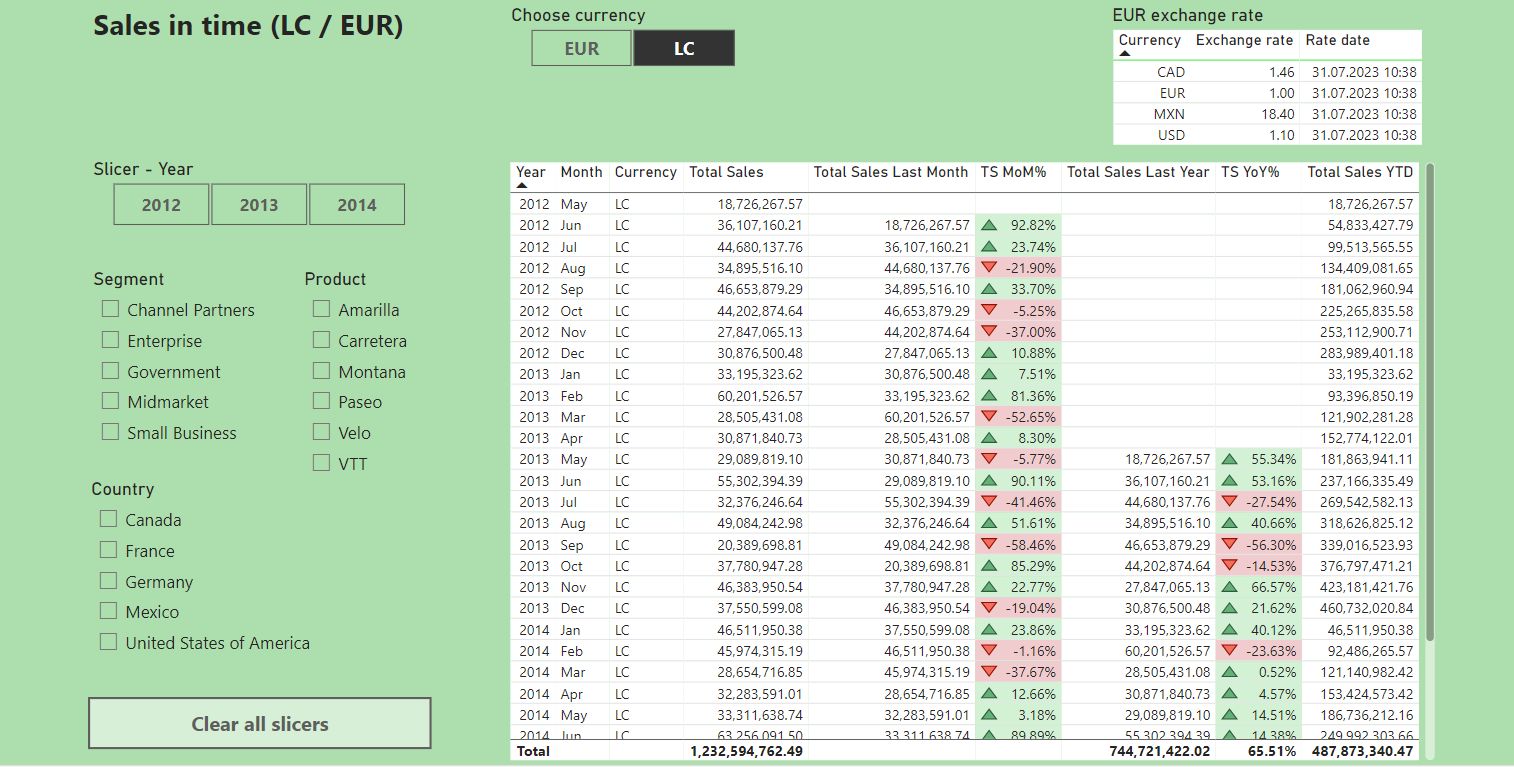 Sales in time (LC / EUR)
Choose currency
EUR LC
EUR exchange rate
Currency Exchange rate Rate date
CAD 1.46 31.07.2023 10:38
EUR 1.00 31.07.2023 10:38
MXN 18.40 31.07.2023 10:38
USD 1.10 31.07.2023 10:38
Slicer - Year
2012 2013 2014
Segment
Channel Partners
Enterprise
Government
Midmarket
Small Business
Product
Amarilla
Carretera
Montana
Paseo
Velo
VTT
Country
Canada
France
Germany
Mexico
United States of America
Clear all slicers
Year Month Currency Total Sales Total Sales Last Month TS MoM% Total Sales Last Year TS YoY% Total Sales YTD
2012 May LC 18,726,267.57 18,726,267.57
2012 Jun LC 36,107,160.21 18,726,267.57 92.82% 54,833,427.79
2012 Jul LC 44,680,137.76 36,107,160.21 23.74% 99,513,565.55
2012 Aug LC 34,895,516.10 44,680,137.76 -21.90% 134,409,081.65
2012 Sep LC 46,653,879.29 34,895,516.10 33.70% 181,062,960.94
2012 Oct LC 44,202,874.64 46,653,879.29 -5.25% 225,265,835.58
2012 Nov LC 27,847,065.13 44,202,874.64 -37.00% 253,112,900.71
2012 Dec LC 30,876,500.48 27,847,065.13 10.88% 283,989,401.18
2013 Jan LC 33,195,323.62 30,876,500.48 7.51% 33,195,323.62
2013 Feb LC 60,201,526.57 33,195,323.62 81.36% 93,396,850.19
2013 Mar LC 28,505,431.08 60,201,526.57 -52.65% 121,902,281.28
2013 Apr LC 30,871,840.73 28,505,431.08 8.30% 152,774,122.01
2013 May LC 29,089,819.10 30,871,840.73 -5.77% 18,726,267.57 55.34% 181,863,941.11
2013 Jun LC 55,302,394.39 29,089,819.10 90.11% 36,107,160.21 53.16% 237,166,335.49
2013 Jul LC 32,376,246.64 55,302,394.39 -41.46% 44,680,137.76 -27.54% 269,542,582.13
2013 Aug LC 49,084,242.98 32,376,246.64 51.61% 34,895,516.10 40.66% 318,626,825.12
2013 Sep LC 20,389,698.81 49,084,242.98 -58.46% 46,653,879.29 -56.30% 339,016,523.93
2013 Oct LC 37,780,947.28 20,389,698.81 85.29% 44,202,874.64 -14.53% 376,797,471.21
2013 Nov LC 46,383,950.54 37,780,947.28 22.77% 27,847,065.13 66.57% 423,181,421.76
2013 Dec LC 37,550,599.08 46,383,950.54 -19.04% 30,876,500.48 21.62% 460,732,020.84
2014 Jan LC 46,511,950.38 37,550,599.08 23.86% 33,195,323.62 40.12% 46,511,950.38
2014 Feb LC 45,974,315.19 46,511,950.38 -1.16% 60,201,526.57 -23.63% 92,486,265.57
2014 Mar LC 28,654,716.85 45,974,315.19 -37.67% 28,505,431.08 0.52% 121,140,982.42
2014 Apr LC 32,283,591.01 28,654,716.85 12.66% 30,871,840.73 4.57% 153,424,573.42
2014 May LC 33,311,638.74 32,283,591.01 3.18% 29,089,819.10 14.51% 186,736,212.16
2014 Jun LC 63,256,091.50 33,311,638.74 89.89% 55,302,394.39 14.38% 249,992,303.66
Total 1,232,594,762.49 744,721,422.02 65.51% 487,873,340.47